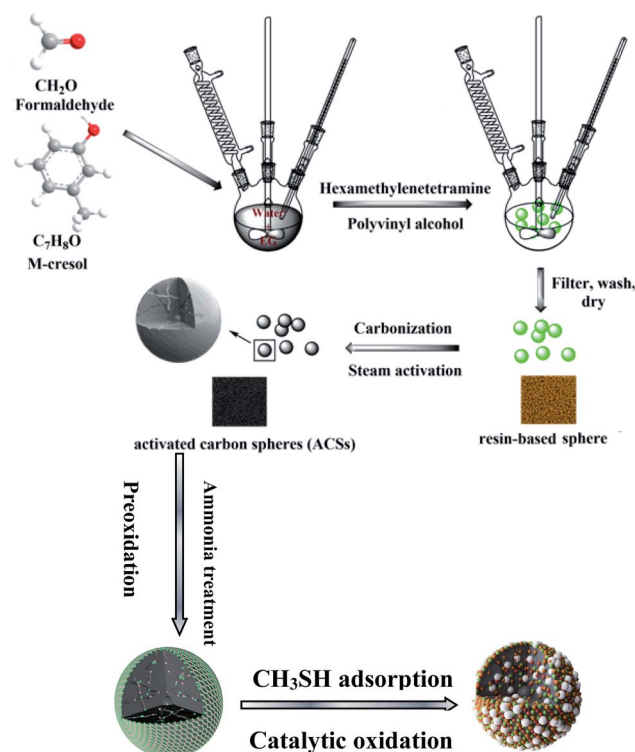 CH₂O
Formaldehyde
C₇H₈O
M-cresol
Water
+
EG
Hexamethylenetetramine
Polyvinyl alcohol
Filter, wash,
dry
Carbonization
Steam activation
resin-based sphere
activated carbon spheres (ACSs)
Preoxidation
Ammonia treatment
CH₃SH adsorption
Catalytic oxidation